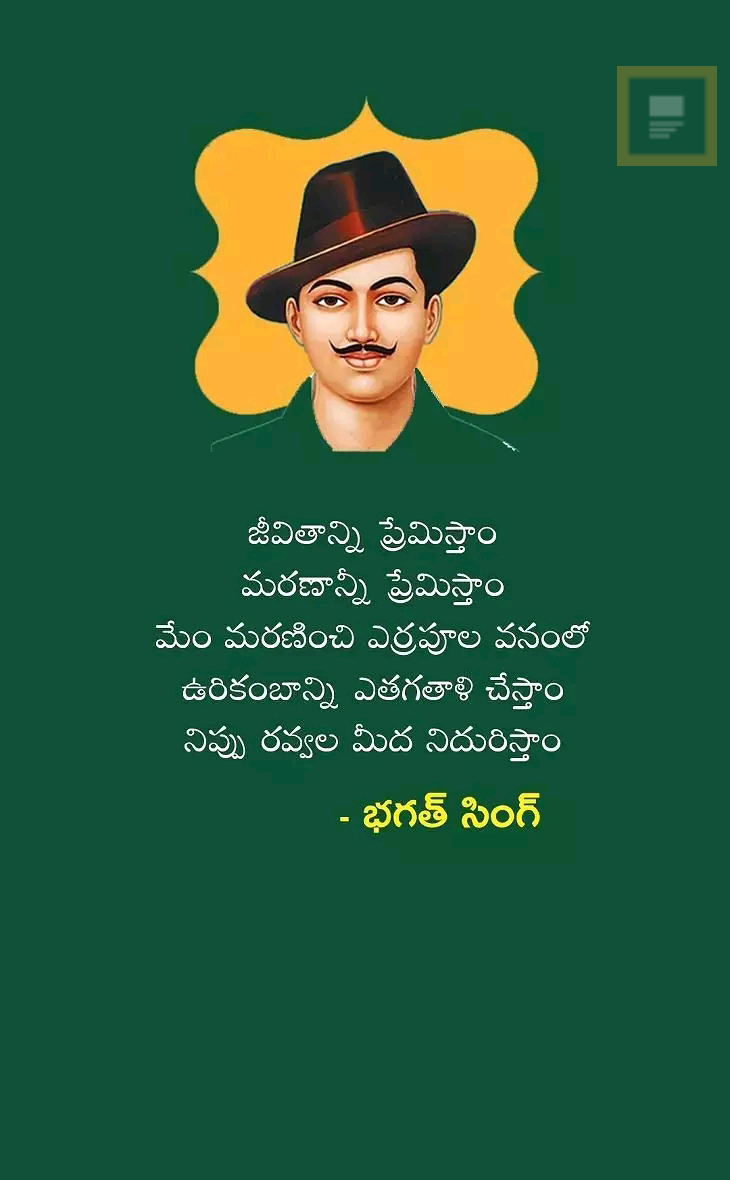 జీవితాన్ని ప్రేమిస్తాం
మరణాన్నీ ప్రేమిస్తాం
మేం మరణించి ఎర్రపూల వనంలో
ఉరికంబాన్ని ఎతగతాళి చేస్తాం
నిప్పు రవ్వల మీద నిదురిస్తాం
- భగత్ సింగ్